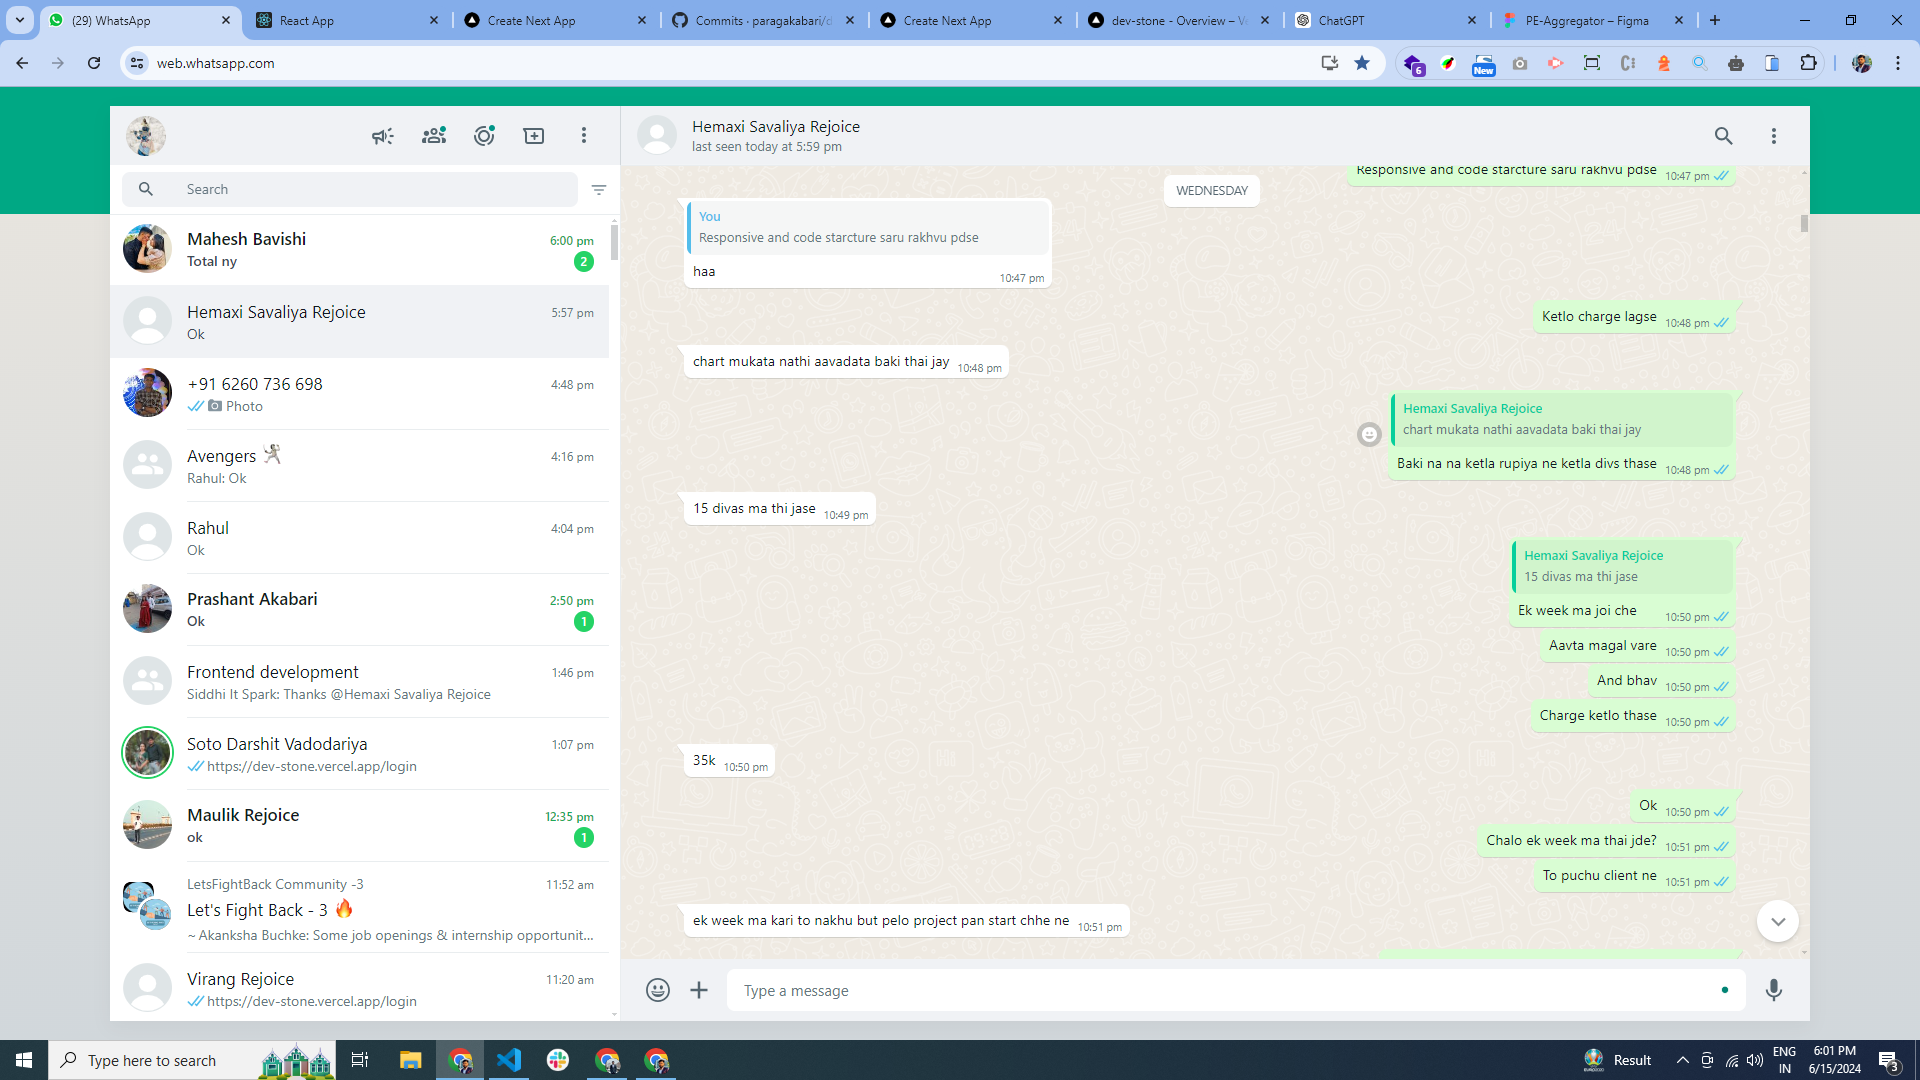 (29) WhatsApp
React App
Create Next App
Commits · paragakabari/d
Create Next App
dev-stone - Overview – Ve
ChatGPT
PE-Aggregator – Figma
web.whatsapp.com
6
New
Search
Mahesh Bavishi
6:00 pm
Total ny
2
Hemaxi Savaliya Rejoice
5:57 pm
Ok
+91 6260 736 698
4:48 pm
Photo
Avengers
4:16 pm
Rahul: Ok
Rahul
4:04 pm
Ok
Prashant Akabari
2:50 pm
Ok
1
Frontend development
1:46 pm
Siddhi It Spark: Thanks @Hemaxi Savaliya Rejoice
Soto Darshit Vadodariya
1:07 pm
https://dev-stone.vercel.app/login
Maulik Rejoice
12:35 pm
ok
1
LetsFightBack Community -3
11:52 am
Let's Fight Back - 3 🔥
~ Akanksha Buchke: Some job openings & internship opportunit...
Virang Rejoice
11:20 am
https://dev-stone.vercel.app/login
Hemaxi Savaliya Rejoice
last seen today at 5:59 pm
Responsive and code starcture saru rakhvu pdse 10:47 pm
WEDNESDAY
You
Responsive and code starcture saru rakhvu pdse
haa 10:47 pm
Ketlo charge lagse 10:48 pm
chart mukata nathi aavadata baki thai jay 10:48 pm
Hemaxi Savaliya Rejoice
chart mukata nathi aavadata baki thai jay
Baki na na ketla rupiya ne ketla divs thase 10:48 pm
15 divas ma thi jase 10:49 pm
Hemaxi Savaliya Rejoice
15 divas ma thi jase
Ek week ma joi che 10:50 pm
Aavta magal vare 10:50 pm
And bhav 10:50 pm
Charge ketlo thase 10:50 pm
35k 10:50 pm
Ok 10:50 pm
Chalo ek week ma thai jde? 10:51 pm
To puchu client ne 10:51 pm
ek week ma kari to nakhu but pelo project pan start chhe ne 10:51 pm
Type a message
Type here to search
Result
ENG
IN
6:01 PM
6/15/2024
3